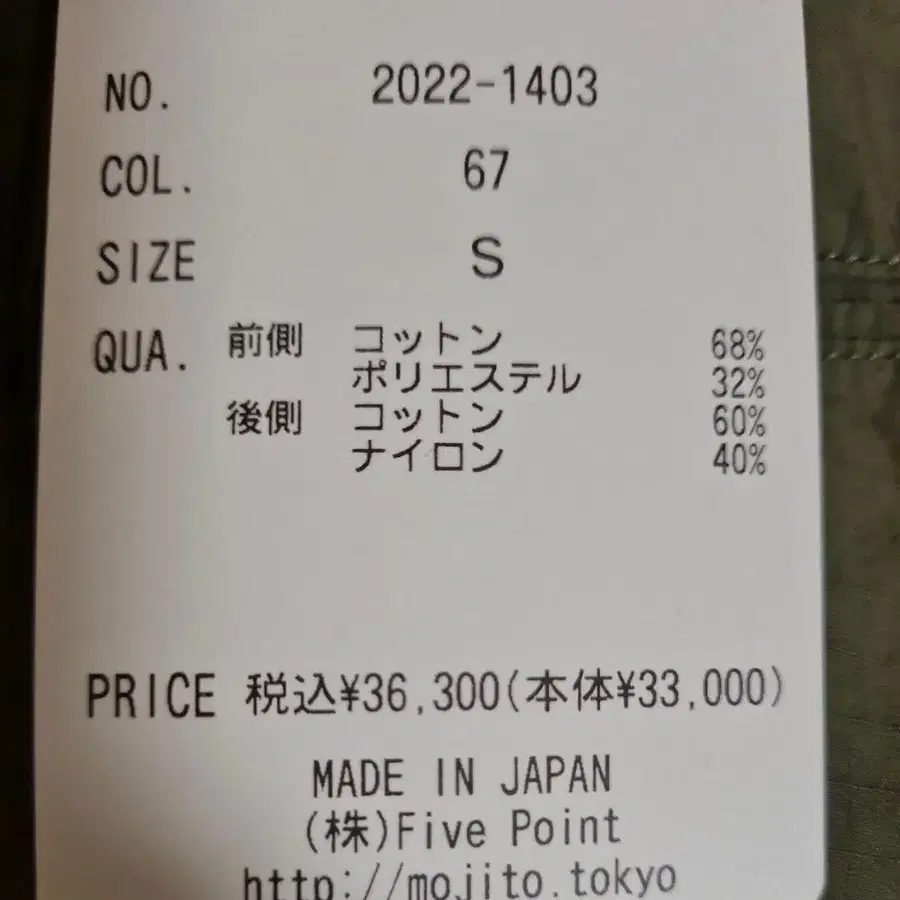 NO. 2022-1403
COL. 67
SIZE S
QUA. 前側 コットン 68%
ポリエステル 32%
後側 コットン 60%
ナイロン 40%
PRICE 税込¥36,300(本体¥33,000)
MADE IN JAPAN
(株)Five Point
http://mojito.tokyo